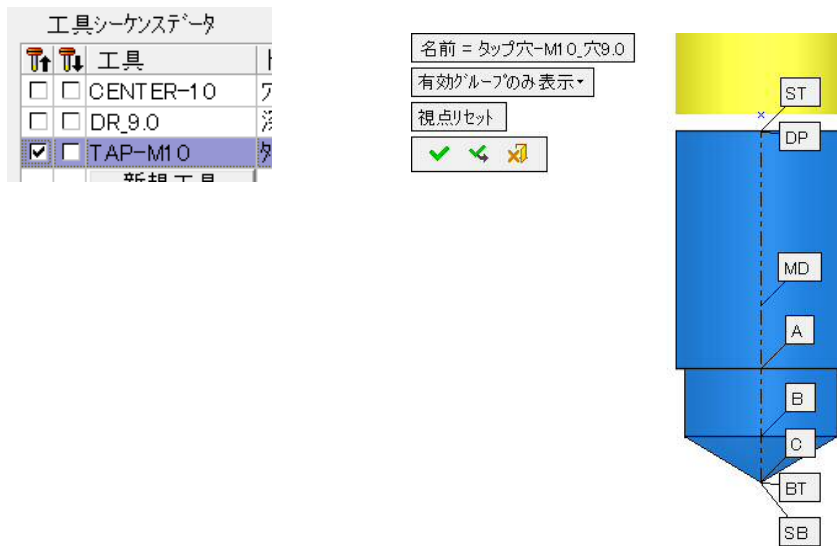 工具シーケンスデータ
工具
CENTER-10
DR_9.0
TAP-M10
新規工具
名前 = タップ穴-M10_穴9.0
有効グループのみ表示
視点リセット
ST
DP
MD
A
B
C
BT
SB